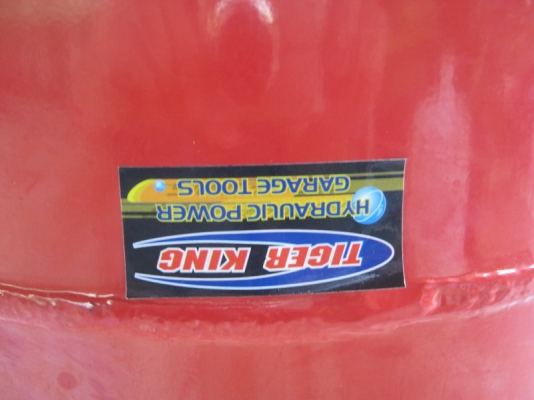 TIGER KING
HYDRAULIC POWER
GARAGE TOOLS